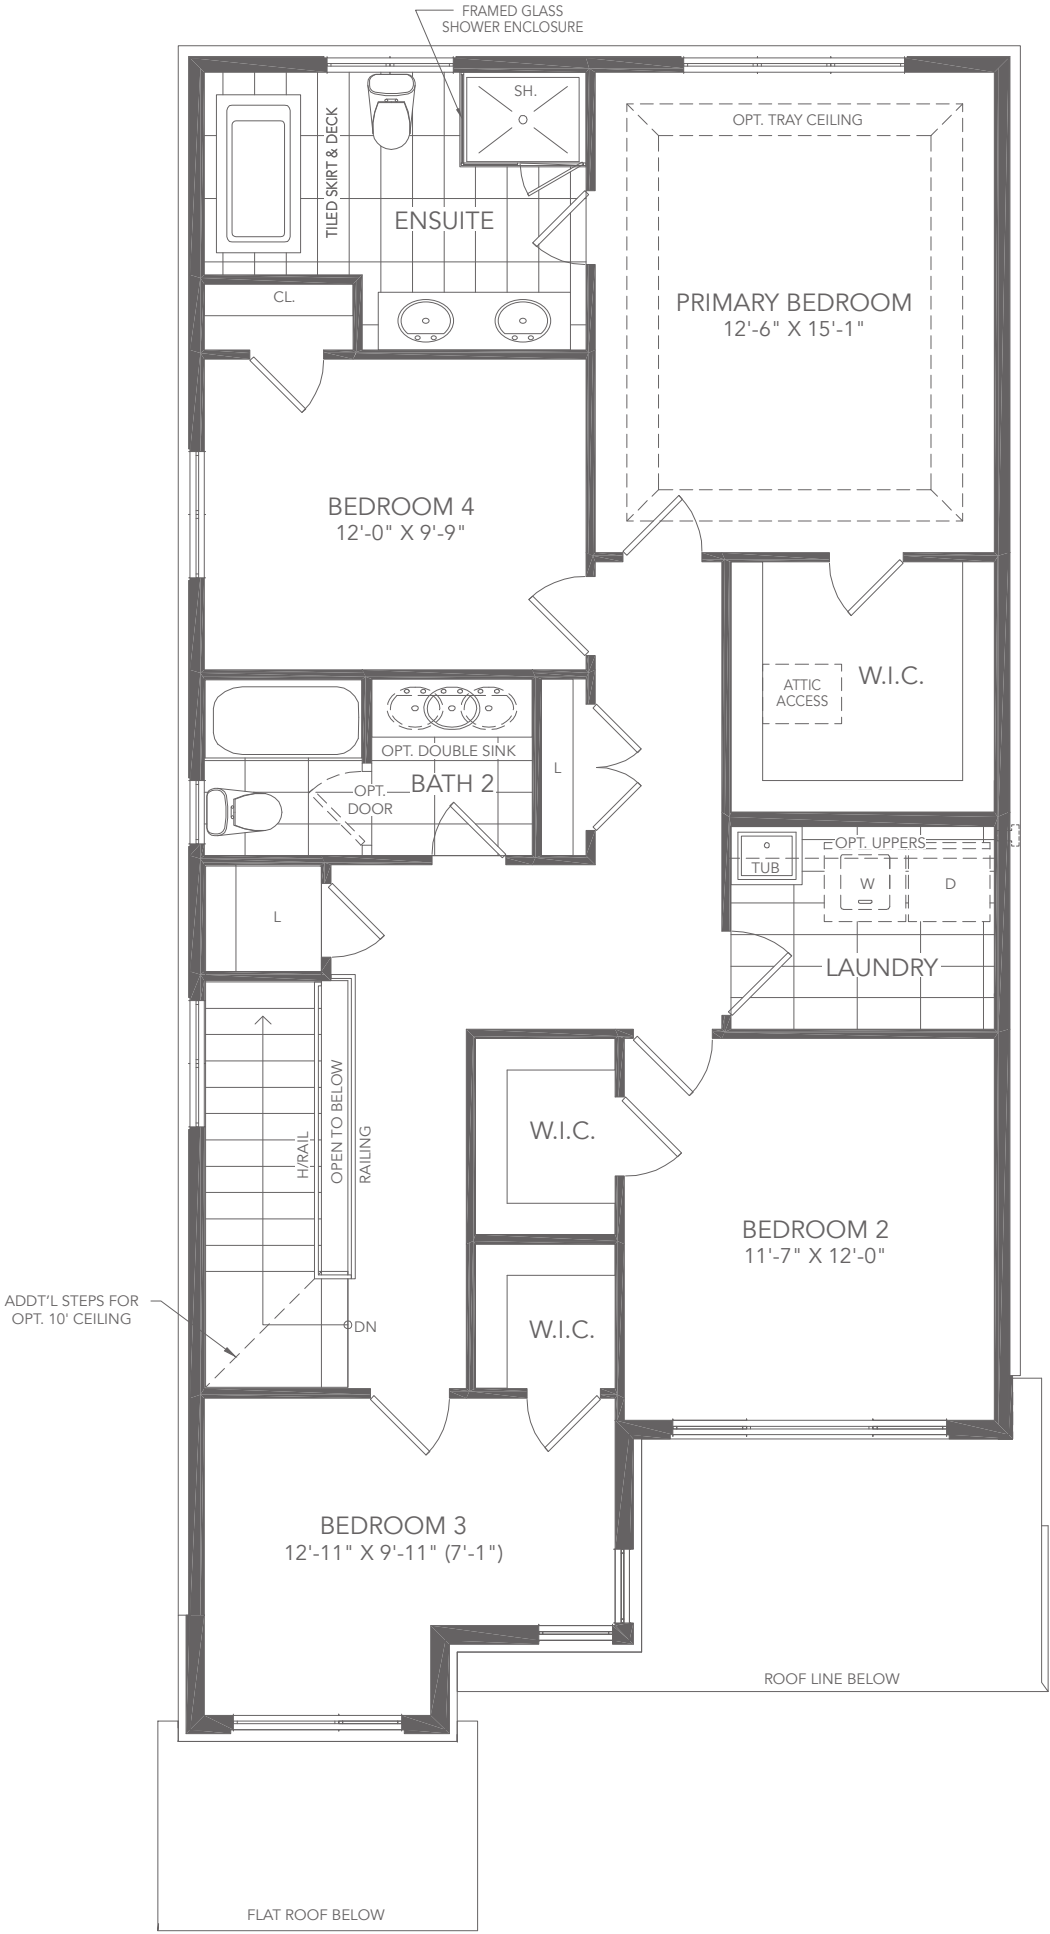 FRAMED GLASS
SHOWER ENCLOSURE
SH.
TILED SKIRT & DECK
OPT. TRAY CEILING
ENSUITE
CL.
PRIMARY BEDROOM
12'-6" X 15'-1"
BEDROOM 4
12'-0" X 9'-9"
W.I.C.
ATTIC
ACCESS
OPT. DOUBLE SINK
BATH 2
OPT.
DOOR
L
OPT. UPPERS
TUB
W
D
L
LAUNDRY
OPEN TO BELOW
H/RAIL
RAILING
W.I.C.
BEDROOM 2
11'-7" X 12'-0"
ADDT'L STEPS FOR
OPT. 10' CEILING
DN
W.I.C.
BEDROOM 3
12'-11" X 9'-11" (7'-1")
ROOF LINE BELOW
FLAT ROOF BELOW